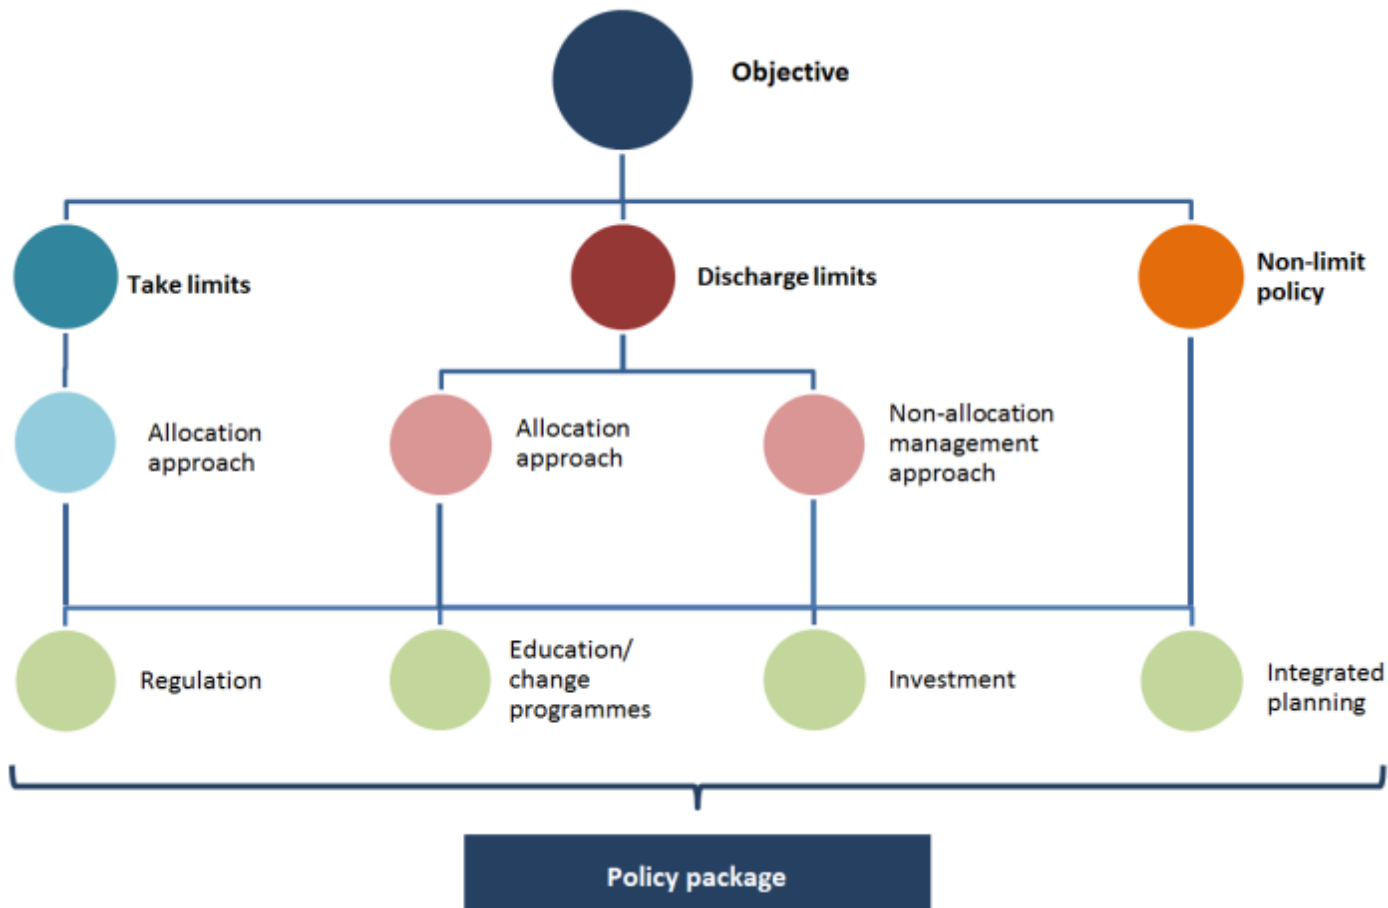 Objective
Take limits
Discharge limits
Non-limit
policy
Allocation
approach
Allocation
approach
Non-allocation
management
approach
Regulation
Education/
change
programmes
Investment
Integrated
planning
Policy package